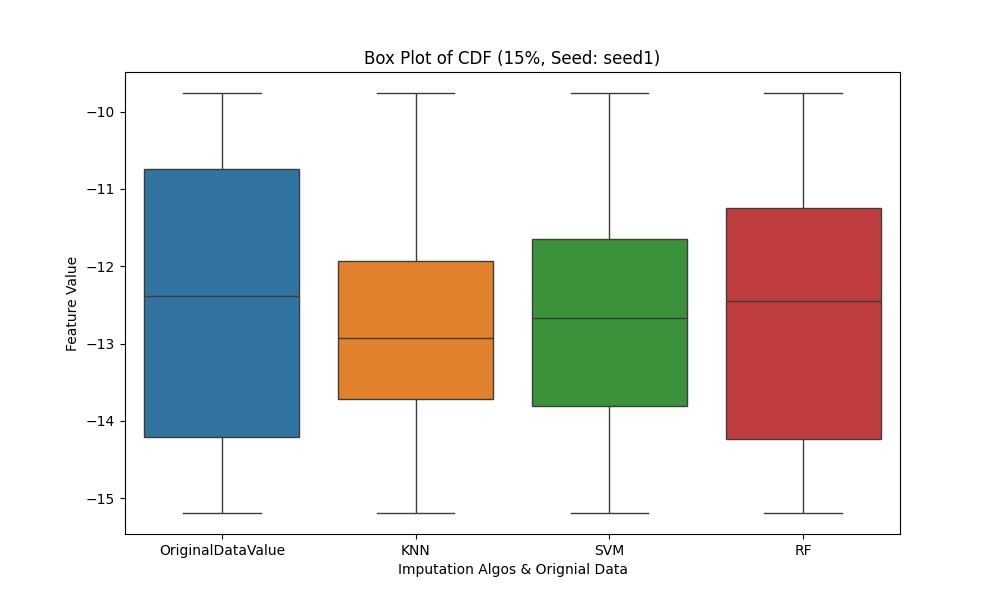 Box Plot of CDF (15%, Seed: seed1)
Feature Value
−10
−11
−12
−13
−14
−15
OriginalDataValue KNN SVM RF
Imputation Algos & Orignial Data